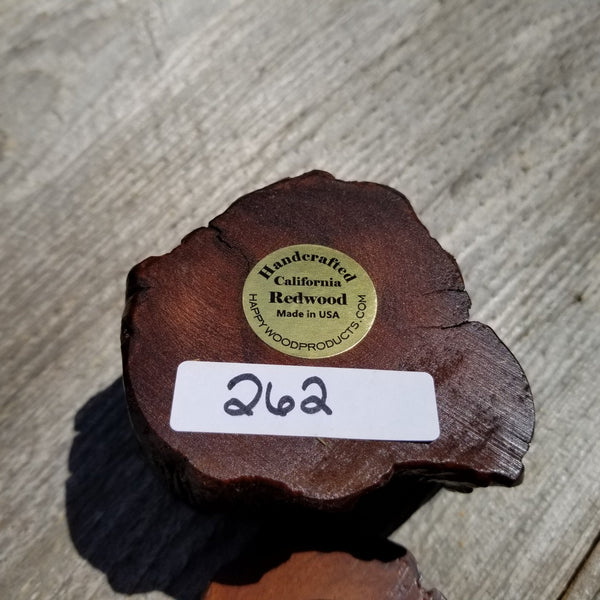 Handcrafted
California
Redwood
Made in USA
HAPPYWOODPRODUCTS.COM
262